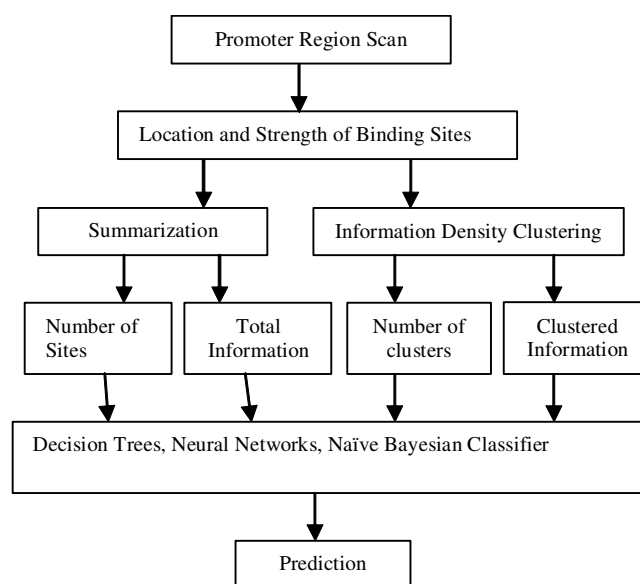 Promoter Region Scan
Location and Strength of Binding Sites
Summarization
Information Density Clustering
Number of
Sites
Total
Information
Number of
clusters
Clustered
Information
Decision Trees, Neural Networks, Naïve Bayesian Classifier
Prediction